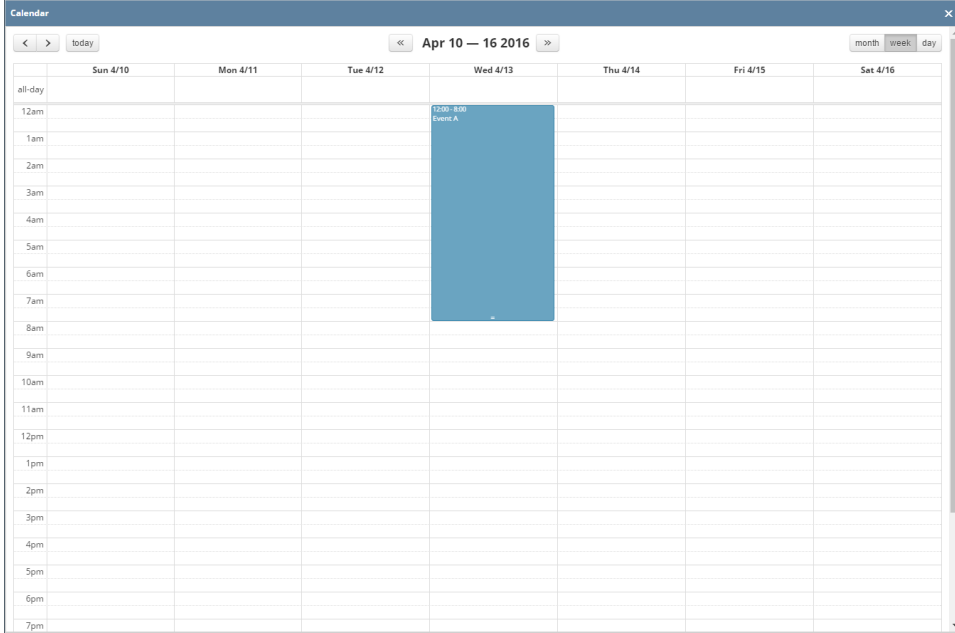 Calendar ×
today « Apr 10 — 16 2016 » month week day
Sun 4/10 Mon 4/11 Tue 4/12 Wed 4/13 Thu 4/14 Fri 4/15 Sat 4/16
all-day
12am 12:00 - 8:00
Event A
1am
2am
3am
4am
5am
6am
7am
8am
9am
10am
11am
12pm
1pm
2pm
3pm
4pm
5pm
6pm
7pm